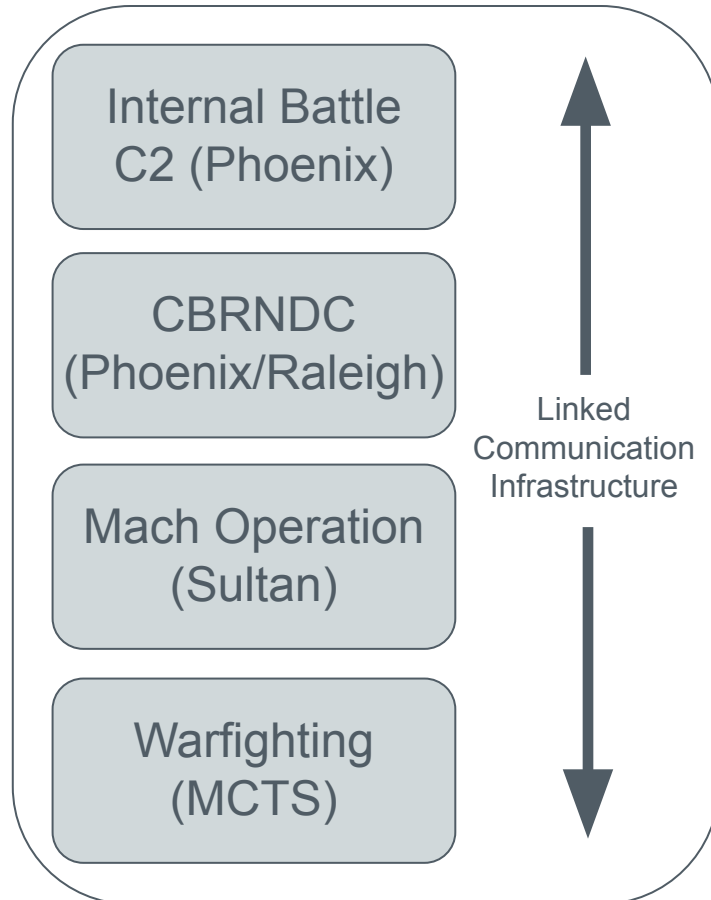 Internal Battle
C2 (Phoenix)
CBRNDC
(Phoenix/Raleigh)
Mach Operation
(Sultan)
Warfighting
(MCTS)
Linked
Communication
Infrastructure